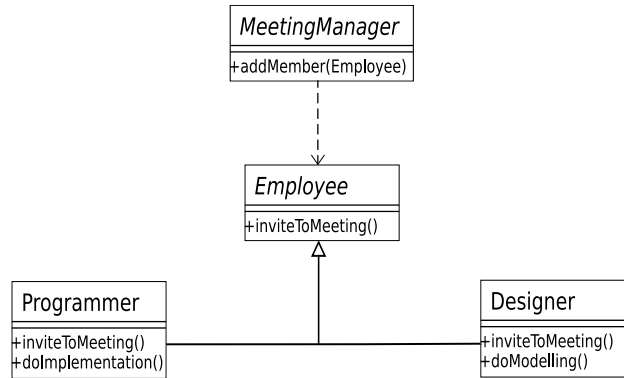 MeetingManager
+addMember(Employee)
Employee
+inviteToMeeting()
Programmer
+inviteToMeeting()
+doImplementation()
Designer
+inviteToMeeting()
+doModelling()